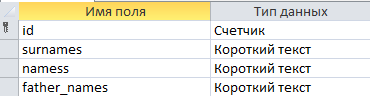 Имя поля Тип данных
id Счетчик
surnames Короткий текст
namess Короткий текст
father_names Короткий текст